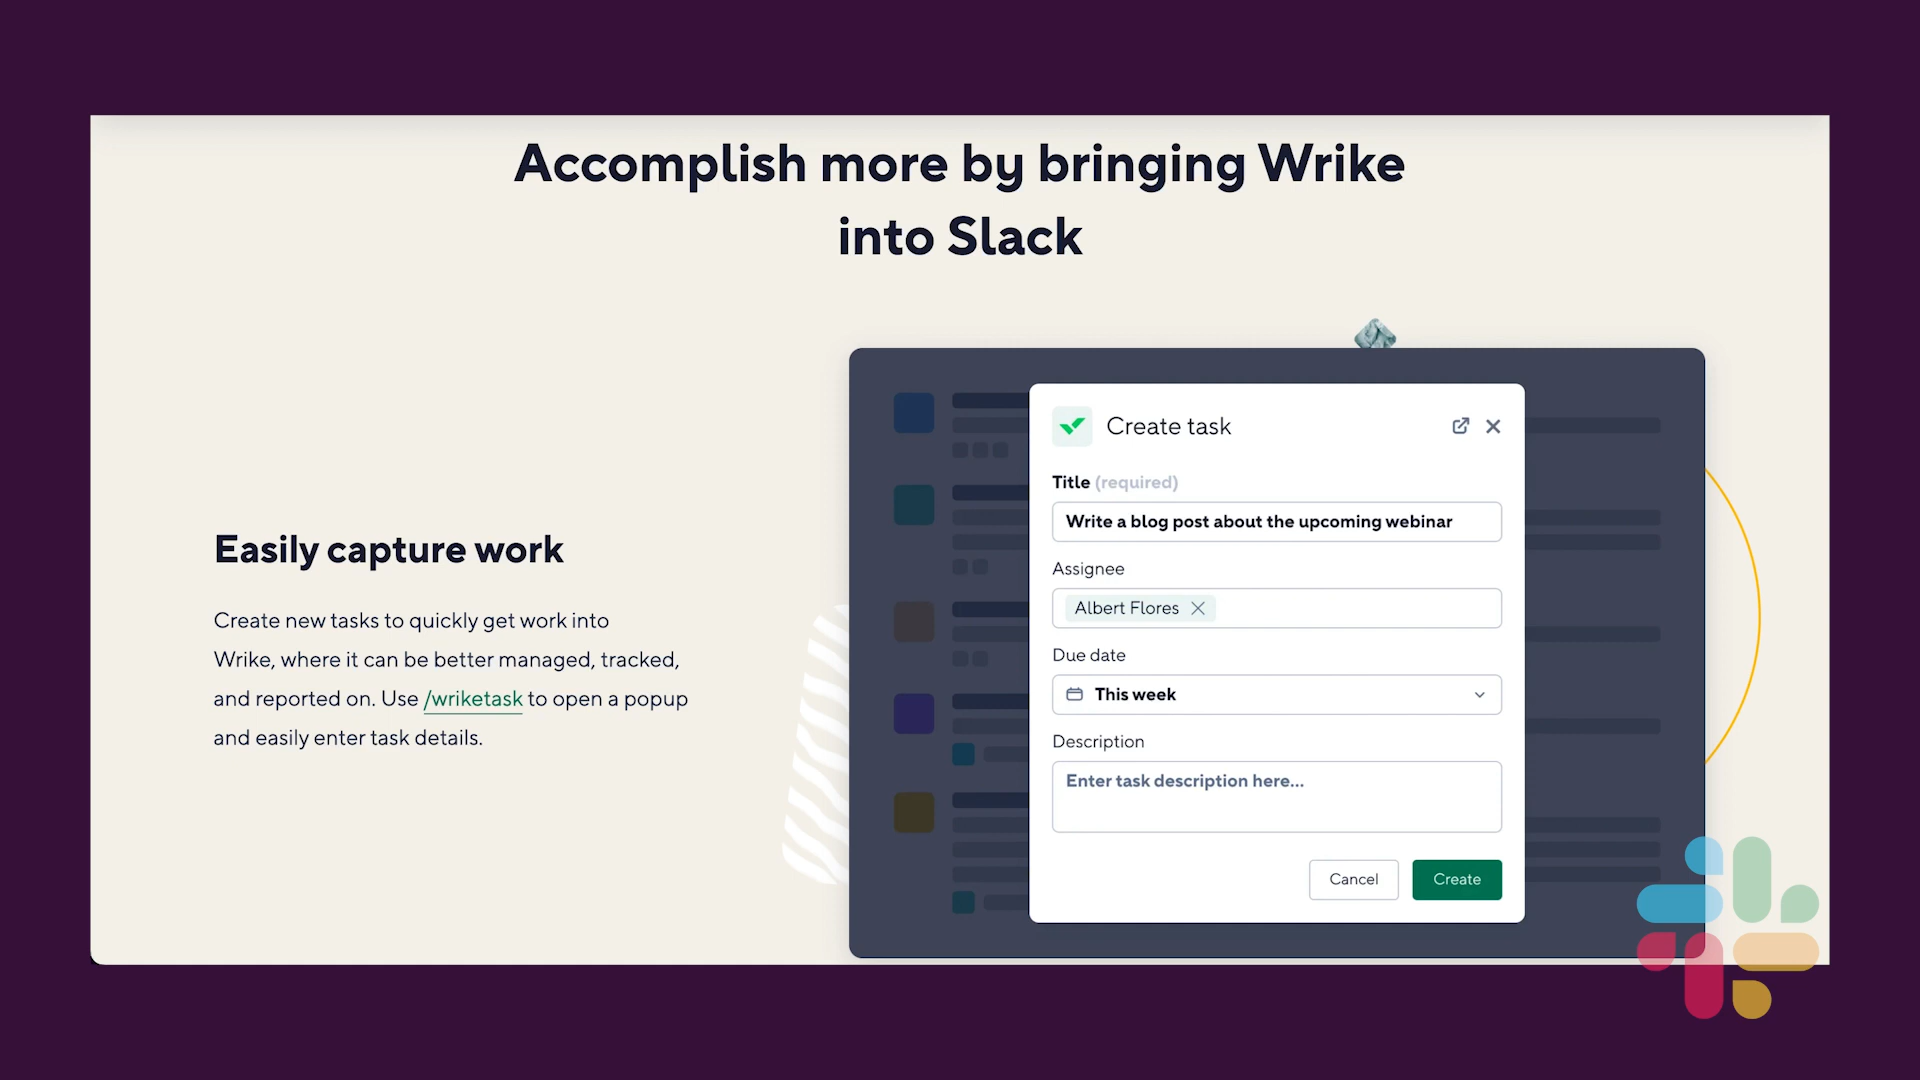 Accomplish more by bringing Wrike
into Slack
Easily capture work
Create new tasks to quickly get work into
Wrike, where it can be better managed, tracked,
and reported on. Use /wriketask to open a popup
and easily enter task details.
Create task
Title (required)
Write a blog post about the upcoming webinar
Assignee
Albert Flores
Due date
This week
Description
Enter task description here...
Cancel
Create